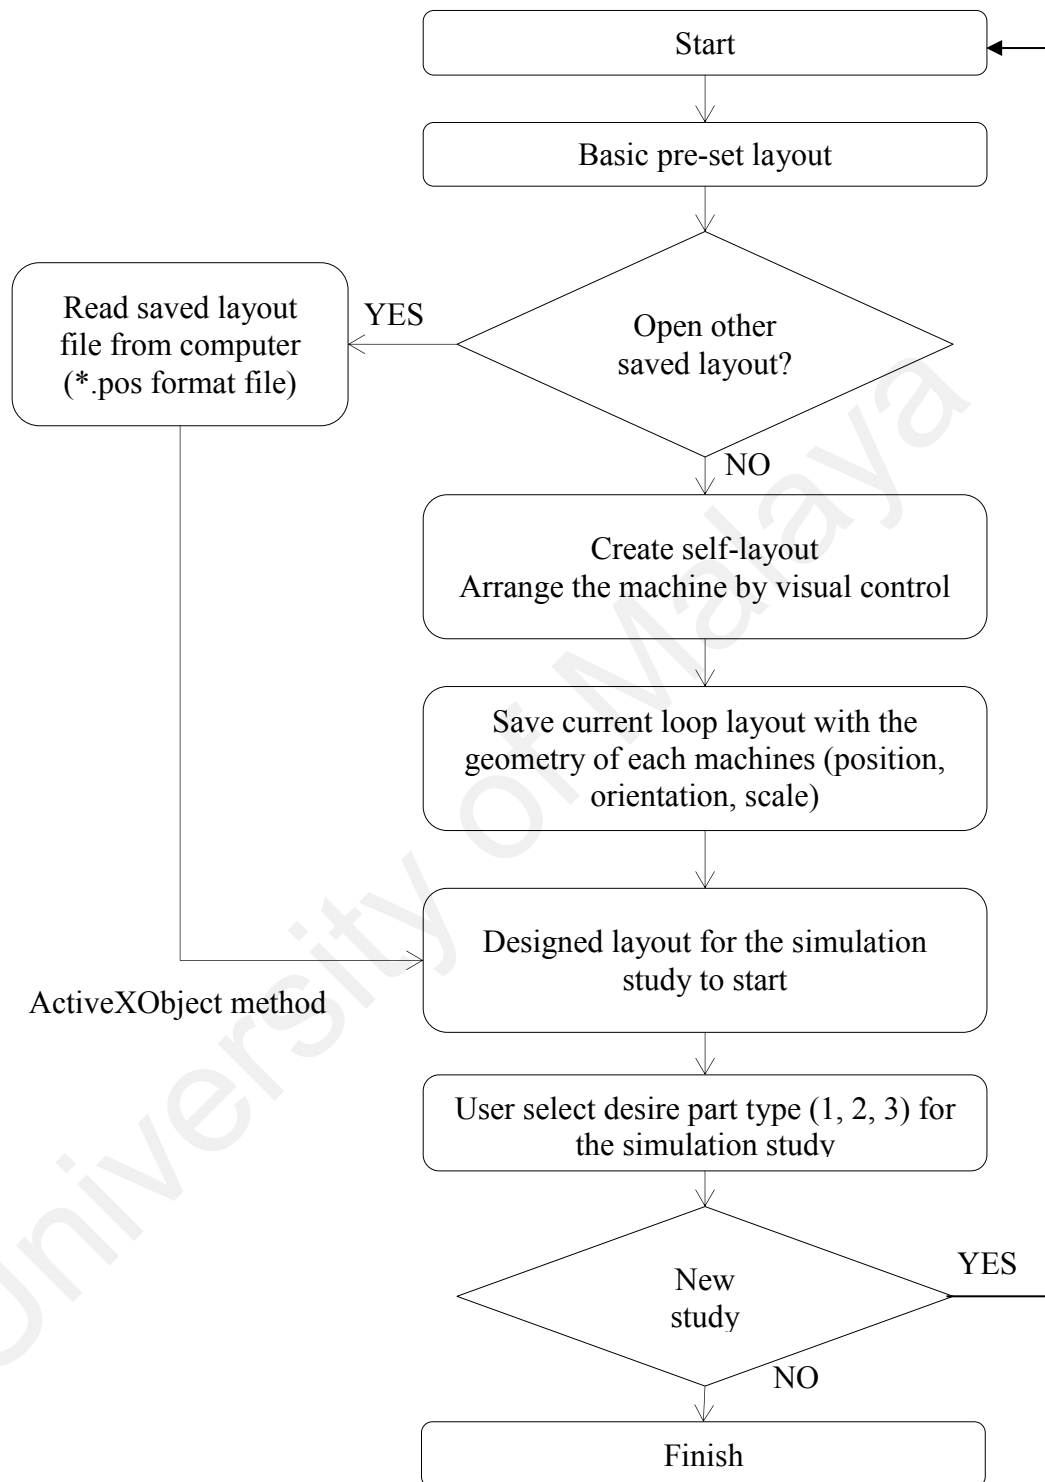 Start
Basic pre-set layout
Read saved layout
file from computer
(*.pos format file)
YES
Open other
saved layout?
NO
Create self-layout
Arrange the machine by visual control
Save current loop layout with the
geometry of each machines (position,
orientation, scale)
Designed layout for the simulation
study to start
ActiveXObject method
User select desire part type (1, 2, 3) for
the simulation study
New
study
YES
NO
Finish
University of Malaya